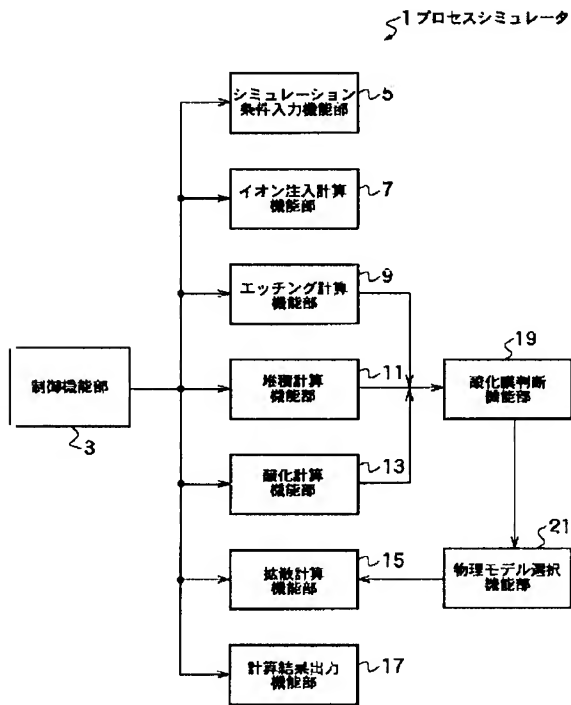 1 プロセスシミュレータ
シミュレーション
条件入力機能部
5
イオン注入計算
機能部
7
エッチング計算
機能部
9
制御機能部
3
堆積計算
機能部
11
酸化膜判断
機能部
19
酸化計算
機能部
13
拡散計算
機能部
15
物理モデル選択
機能部
21
計算結果出力
機能部
17